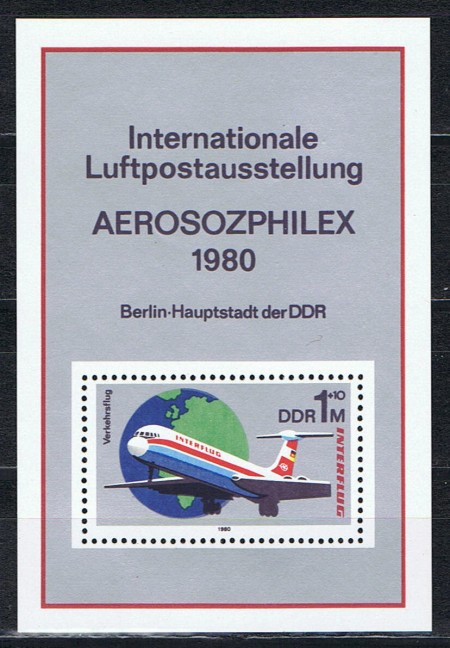 Internationale
Luftpostausstellung
AEROSOZPHILEX
1980
Berlin·Hauptstadt der DDR
Verkehrsflug
DDR 1+10 M
INTERFLUG
INTERFLUG
1980